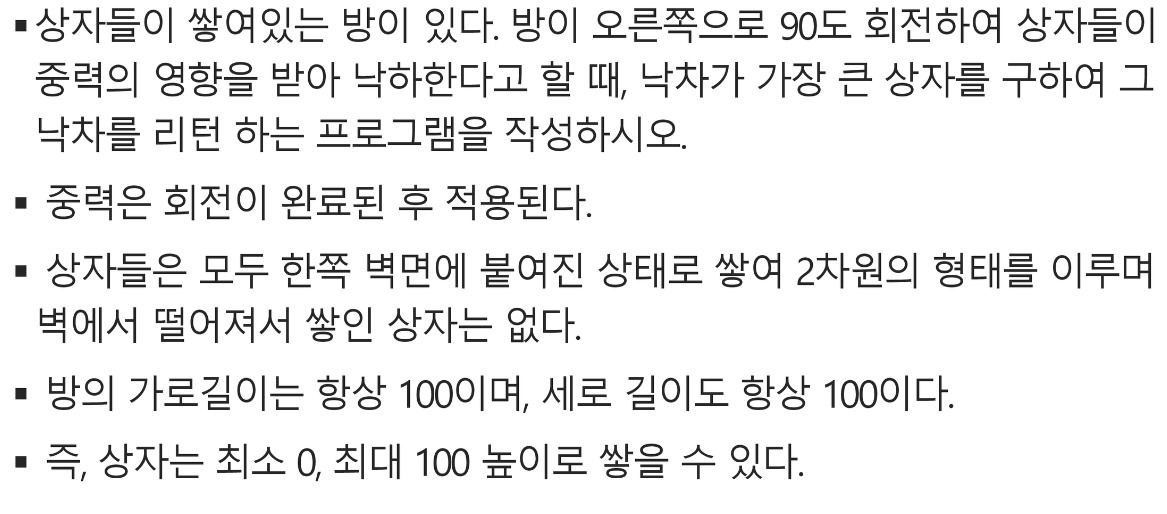 ▪ 상자들이 쌓여있는 방이 있다. 방이 오른쪽으로 90도 회전하여 상자들이
중력의 영향을 받아 낙하한다고 할 때, 낙차가 가장 큰 상자를 구하여 그
낙차를 리턴 하는 프로그램을 작성하시오.
▪ 중력은 회전이 완료된 후 적용된다.
▪ 상자들은 모두 한쪽 벽면에 붙여진 상태로 쌓여 2차원의 형태를 이루며
벽에서 떨어져서 쌓인 상자는 없다.
▪ 방의 가로길이는 항상 100이며, 세로 길이도 항상 100이다.
▪ 즉, 상자는 최소 0, 최대 100 높이로 쌓을 수 있다.